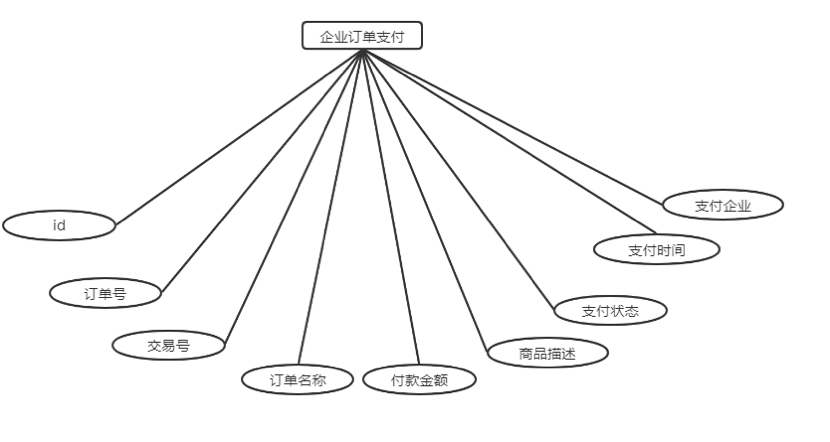 企业订单支付
id
订单号
交易号
订单名称
付款金额
商品描述
支付状态
支付时间
支付企业